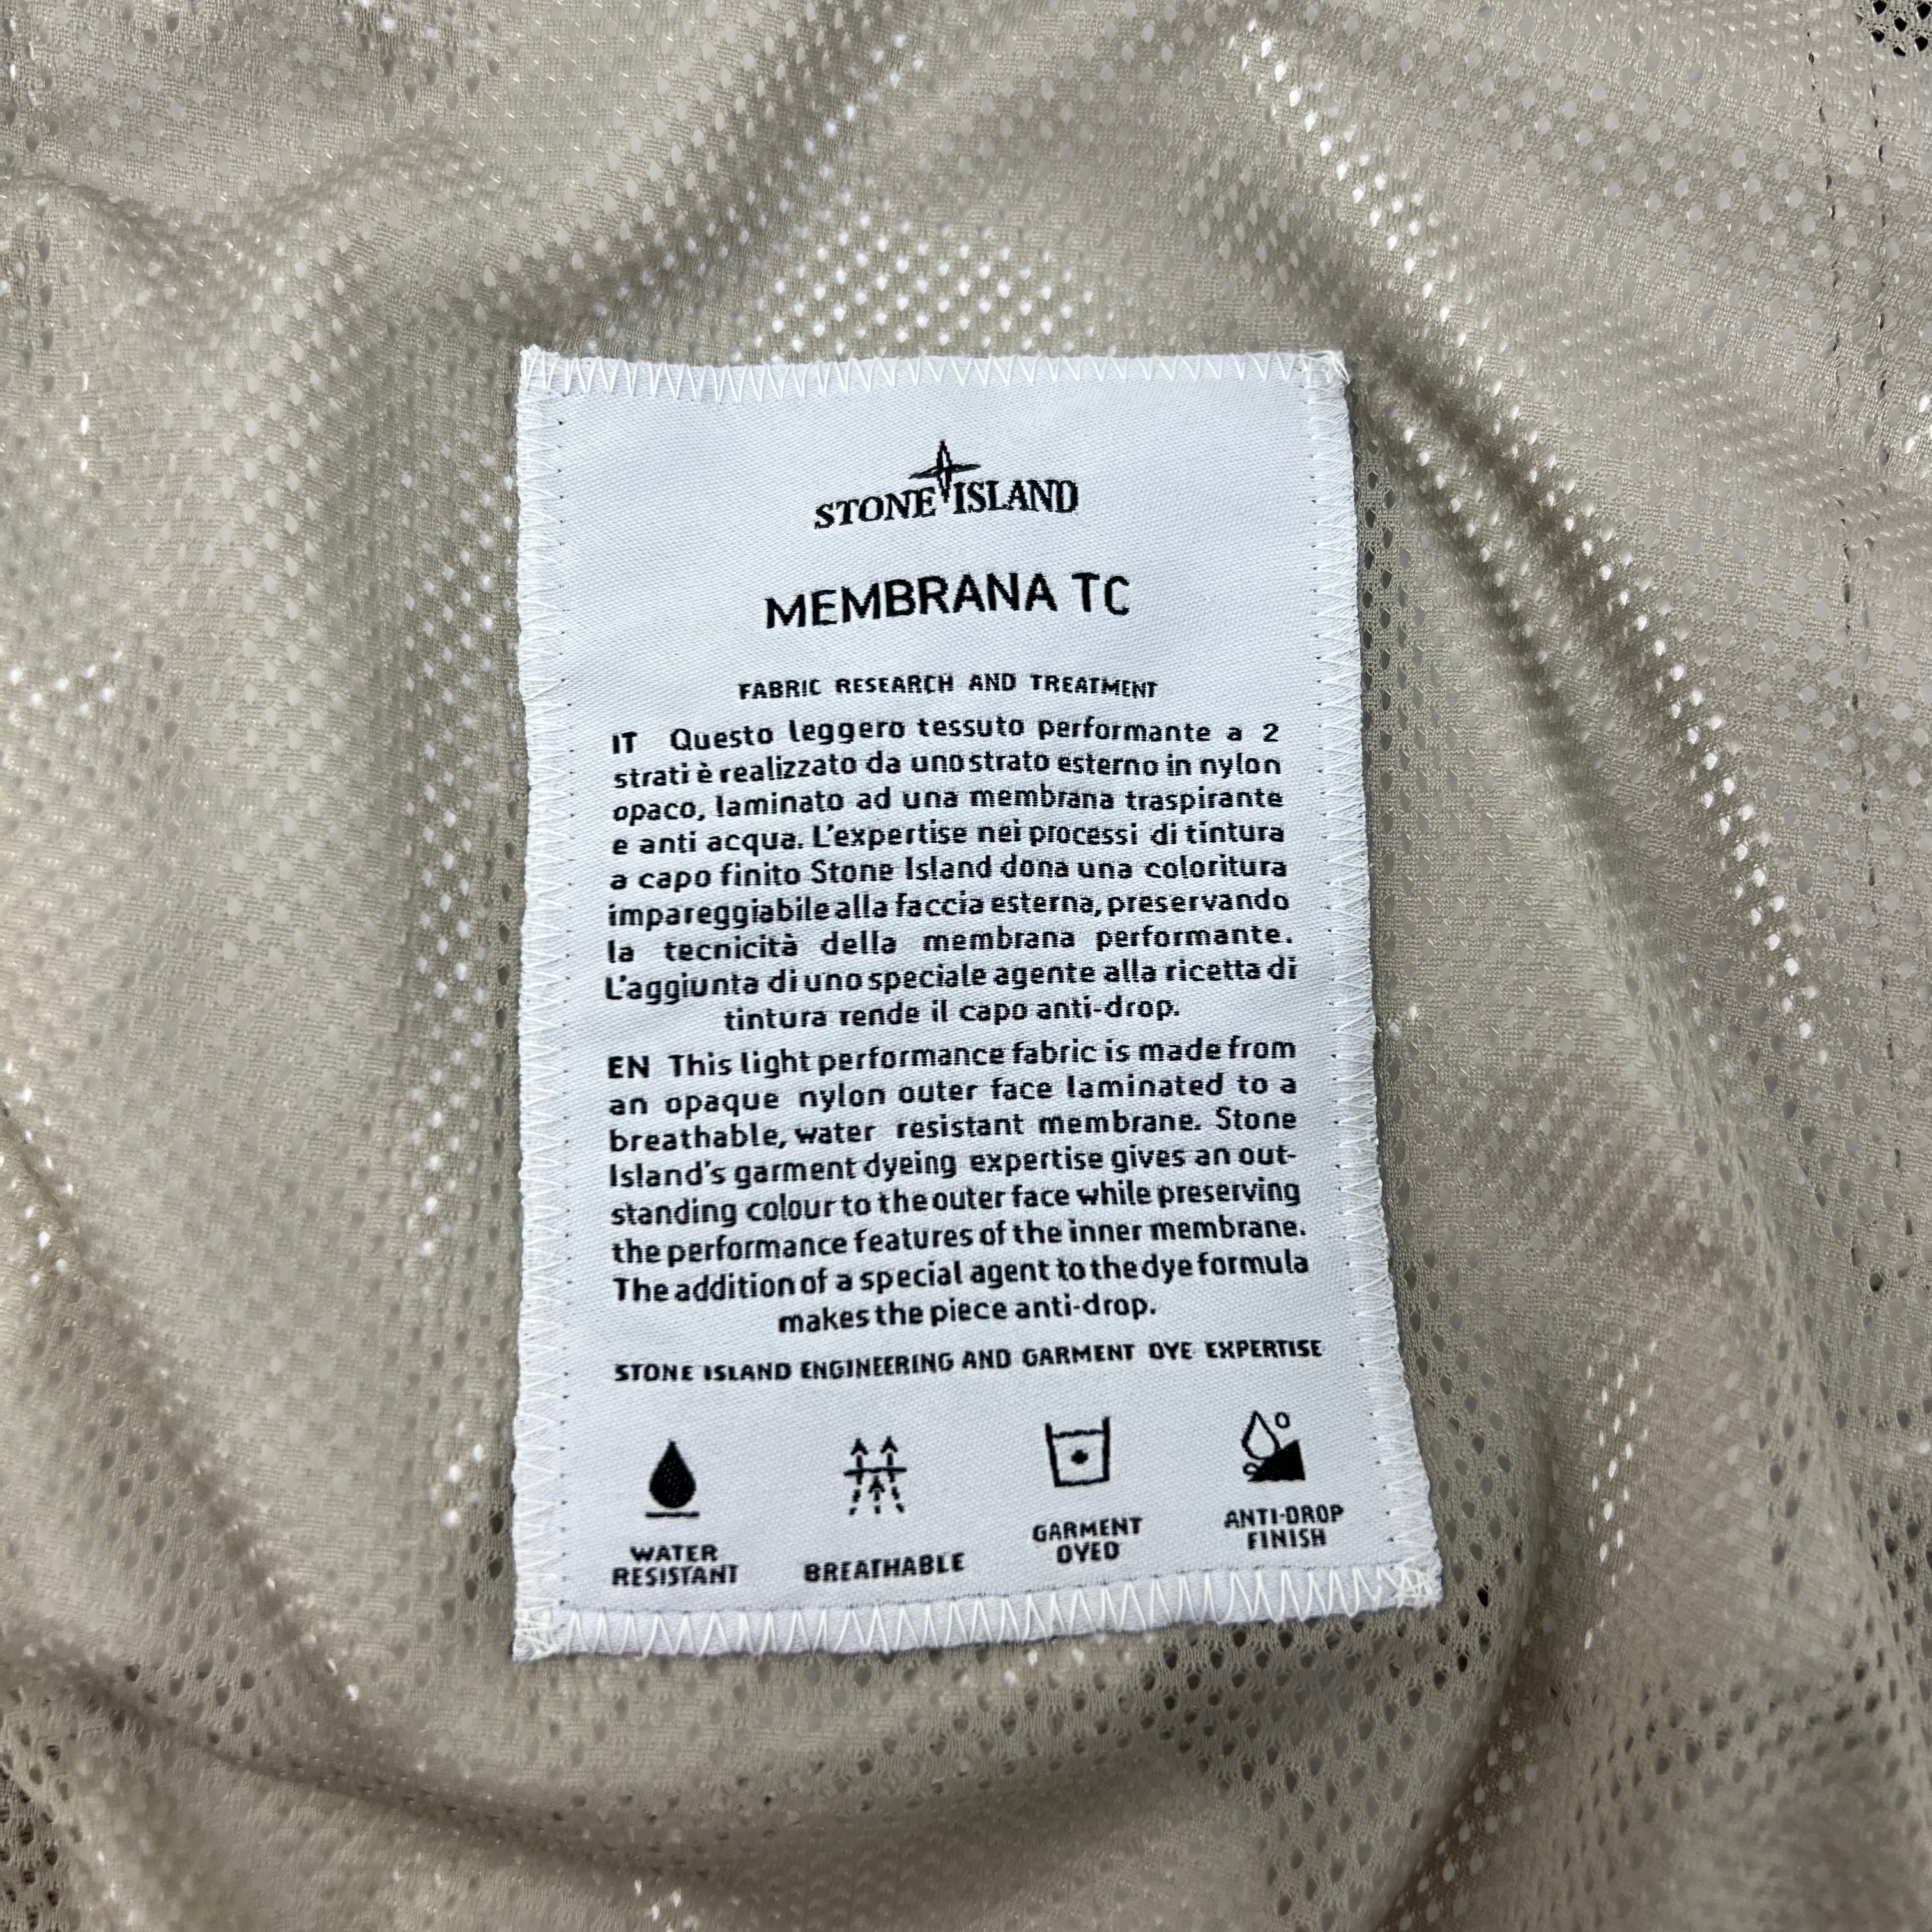 STONE ISLAND
MEMBRANA TC
FABRIC RESEARCH AND TREATMENT
IT Questo leggero tessuto performante a 2
strati è realizzato da uno strato esterno in nylon
opaco, laminato ad una membrana traspirante
e anti acqua. L'expertise nei processi di tintura
a capo finito Stone Island dona una coloritura
impareggiabile alla faccia esterna, preservando
la tecnicità della membrana performante.
L'aggiunta di uno speciale agente alla ricetta di
tintura rende il capo anti-drop.
EN This light performance fabric is made from
an opaque nylon outer face laminated to a
breathable, water resistant membrane. Stone
Island's garment dyeing expertise gives an out-
standing colour to the outer face while preserving
the performance features of the inner membrane.
The addition of a special agent to the dye formula
makes the piece anti-drop.
STONE ISLAND ENGINEERING AND GARMENT DYE EXPERTISE
WATER
RESISTANT
BREATHABLE
GARMENT
DYED
ANTI-DROP
FINISH